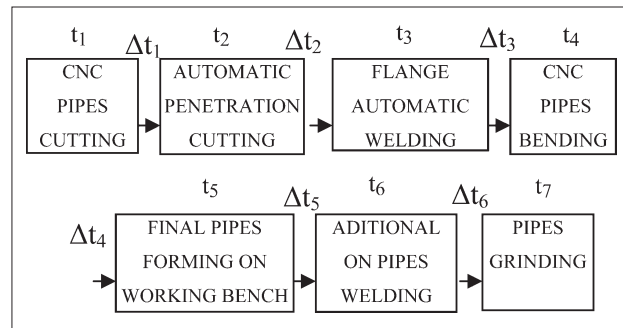 t1 Δt1 t2 Δt2 t3 Δt3 t4
CNC PIPES CUTTING
AUTOMATIC PENETRATION CUTTING
FLANGE AUTOMATIC WELDING
CNC PIPES BENDING
Δt4 t5 Δt5 t6 Δt6 t7
FINAL PIPES FORMING ON WORKING BENCH
ADITIONAL ON PIPES WELDING
PIPES GRINDING